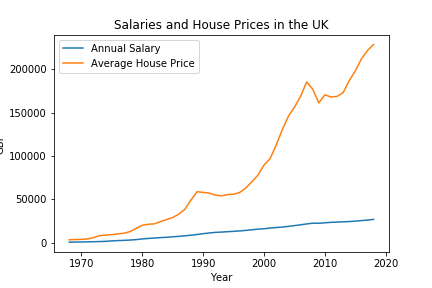 Salaries and House Prices in the UK
Annual Salary
Average House Price
200000
150000
100000
50000
0
1970 1980 1990 2000 2010 2020
Year